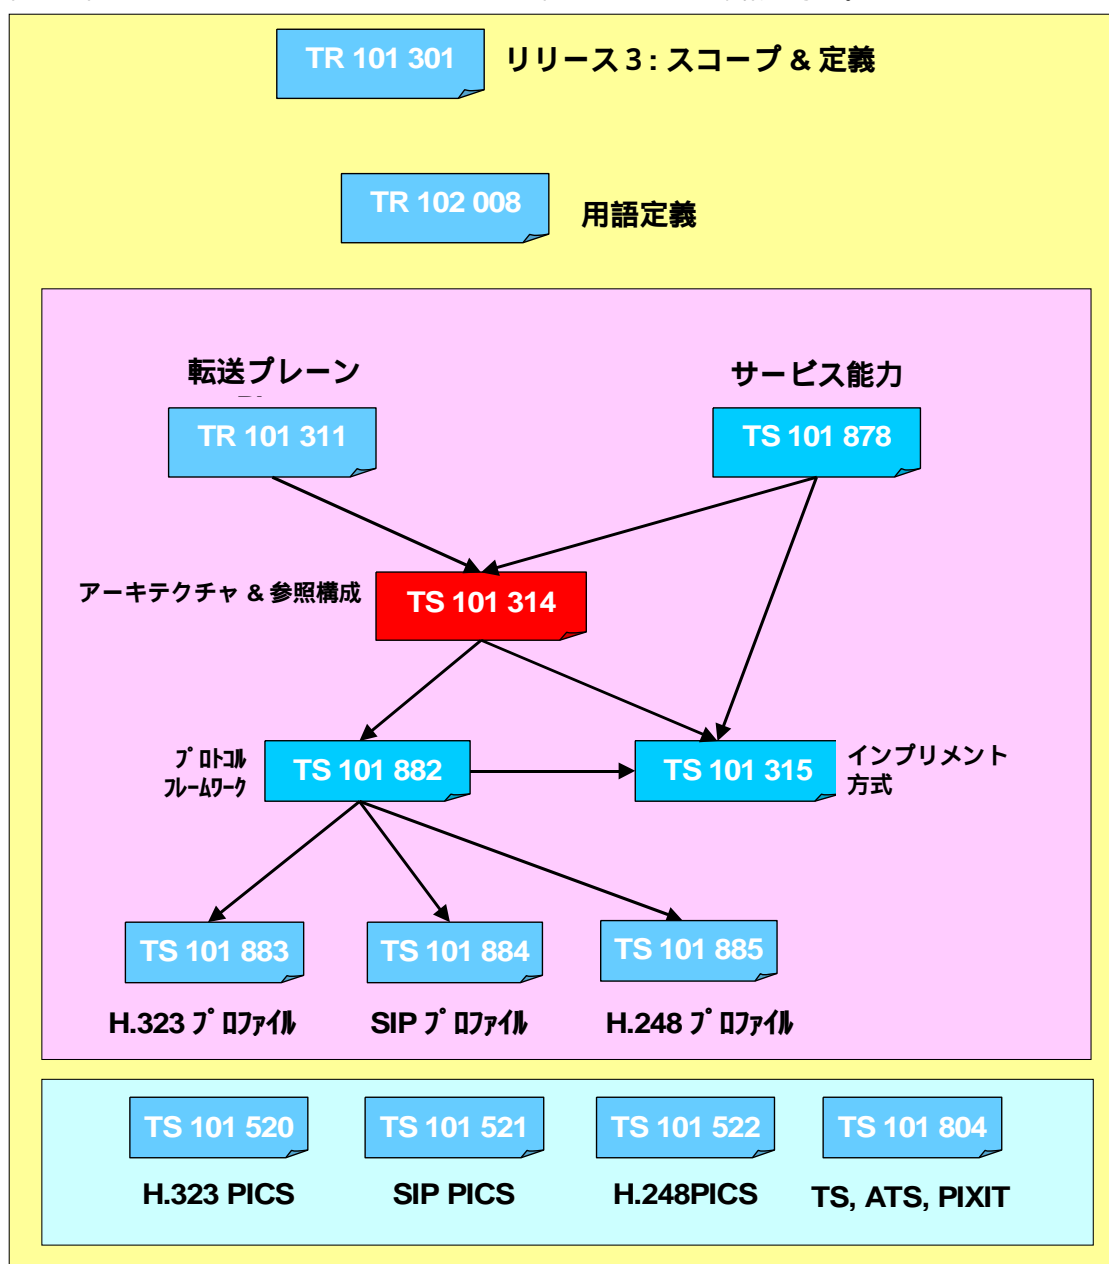 TR 101 301
リリース３: スコープ & 定義
TR 102 008
用語定義
転送プレーン
サービス能力
TR 101 311
TS 101 878
アーキテクチャ & 参照構成
TS 101 314
ﾌﾟﾛﾄｺﾙ
ﾌﾚｰﾑﾜｰｸ
TS 101 882
TS 101 315
インプリメント
方式
TS 101 883
TS 101 884
TS 101 885
H.323 ﾌﾟﾛﾌｧｲﾙ
SIP ﾌﾟﾛﾌｧｲﾙ
H.248 ﾌﾟﾛﾌｧｲﾙ
TS 101 520
TS 101 521
TS 101 522
TS 101 804
H.323 PICS
SIP PICS
H.248PICS
TS, ATS, PIXIT